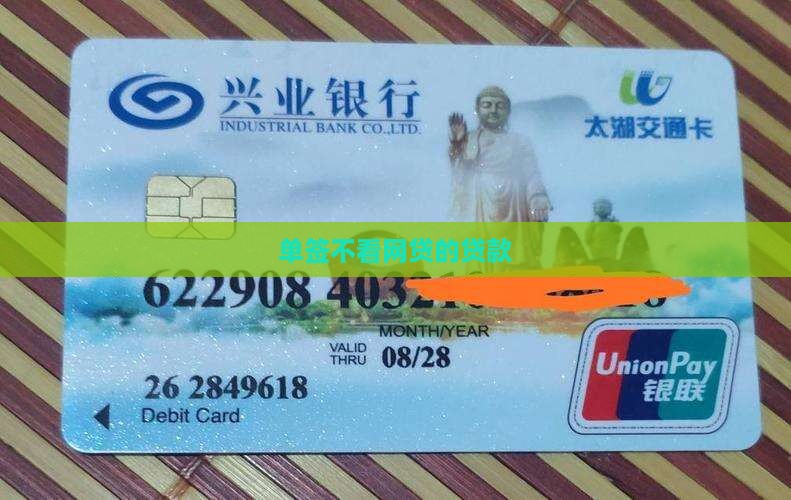 兴业银行
INDUSTRIAL BANK CO.,LTD.
太湖交通卡
单签不看网贷的贷款
622908 403210
MONTH/YEAR
VALID THRU 08/28
26 2849618
Debit Card
UnionPay
银联